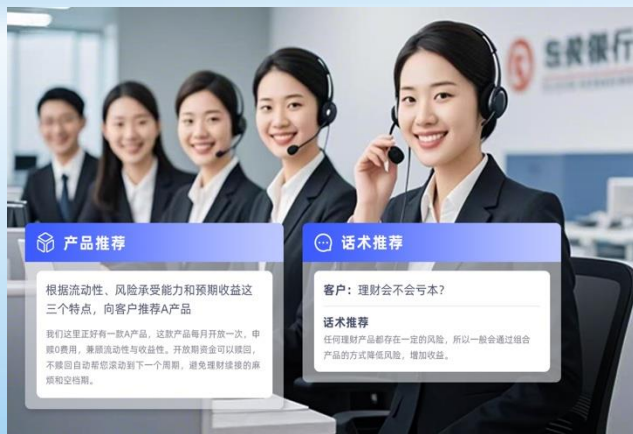 产品推荐
根据流动性、风险承受能力和预期收益这
三个特点，向客户推荐A产品
我们这里正好有一款A产品，这款产品每月开放一次，申
赎0费用，兼顾流动性与收益性。开放期资金可以赎回，
不赎回自动帮您滚动到下一个周期，避免理财续接的麻
烦和空档期。
话术推荐
客户：理财会不会亏本？
话术推荐
任何理财产品都存在一定的风险，所以一般会通过组合
产品的方式降低风险，增加收益。